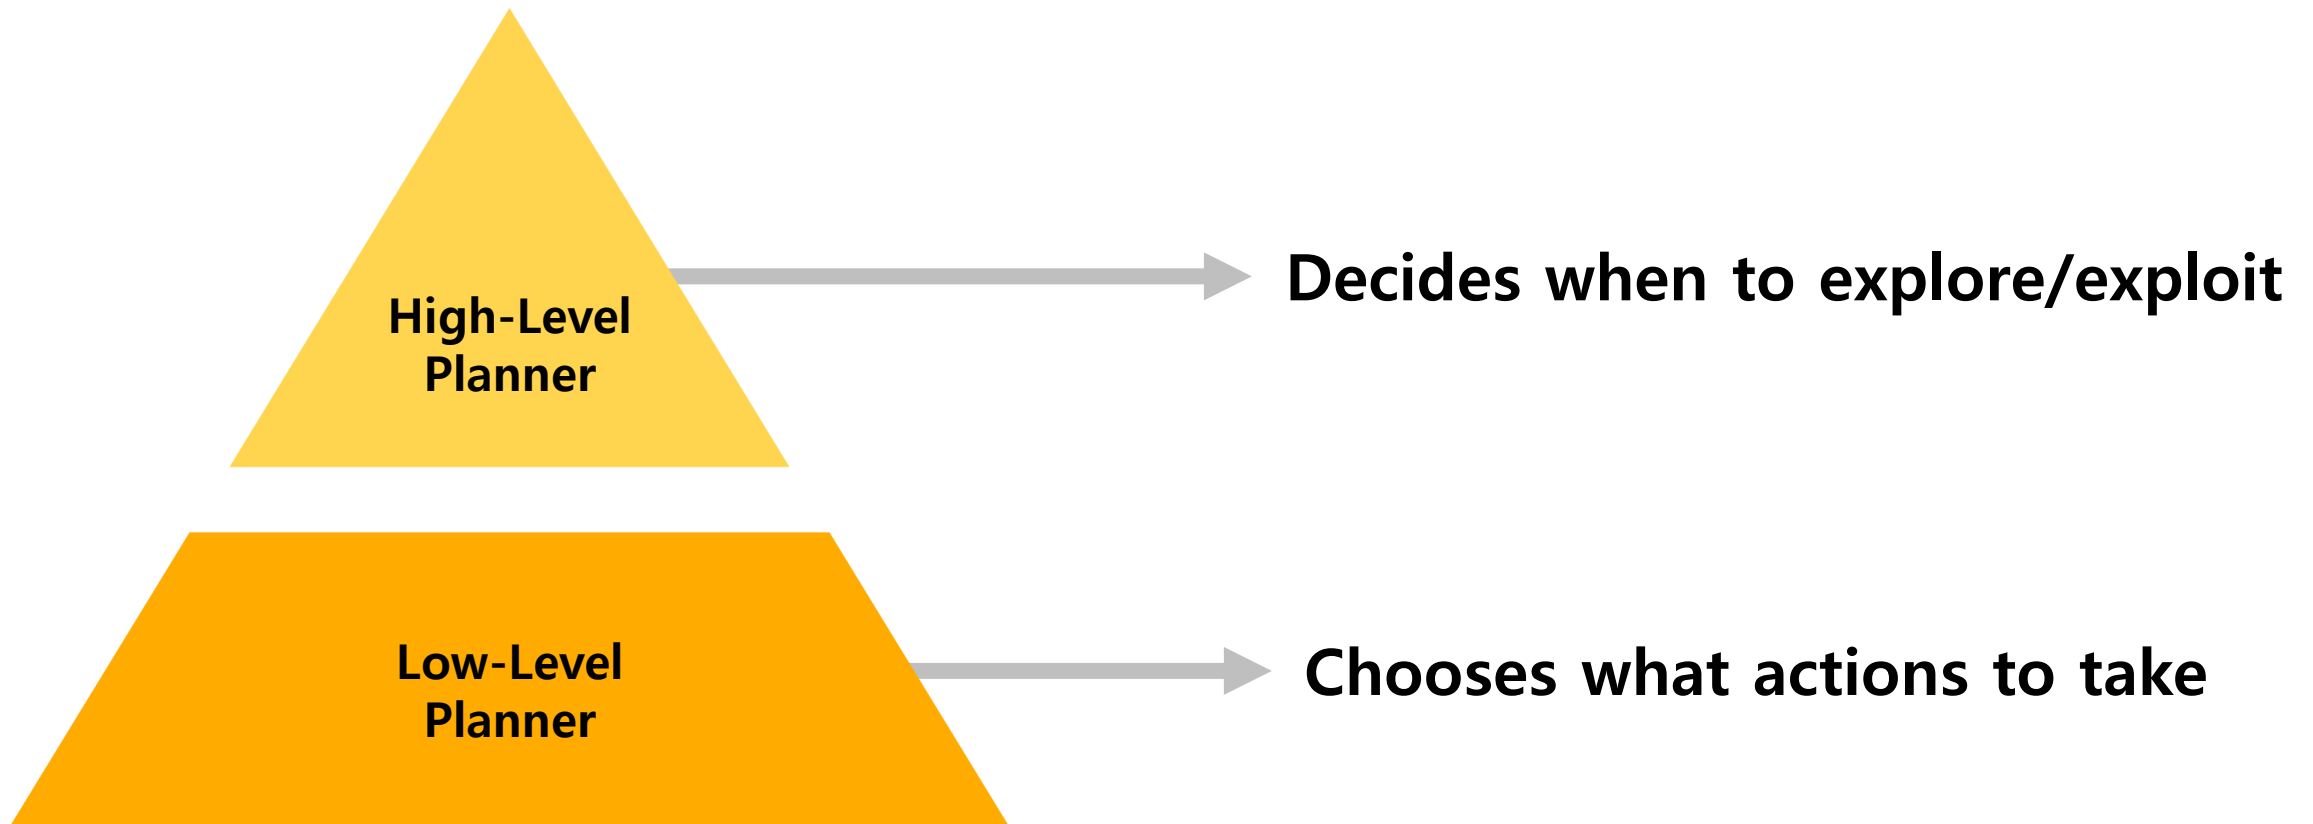 High-Level
Planner
Decides when to explore/exploit
Low-Level
Planner
Chooses what actions to take